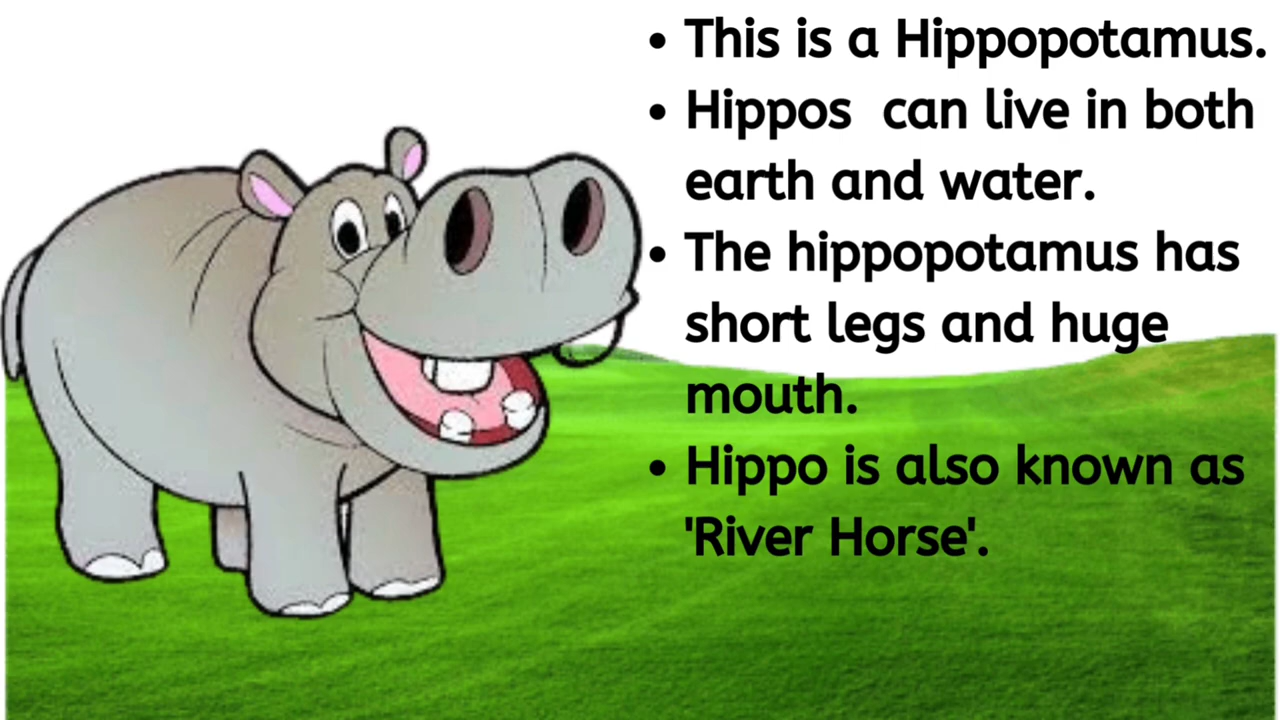 • This is a Hippopotamus.
• Hippos  can live in both
earth and water.
• The hippopotamus has
short legs and huge
mouth.
• Hippo is also known as
'River Horse'.